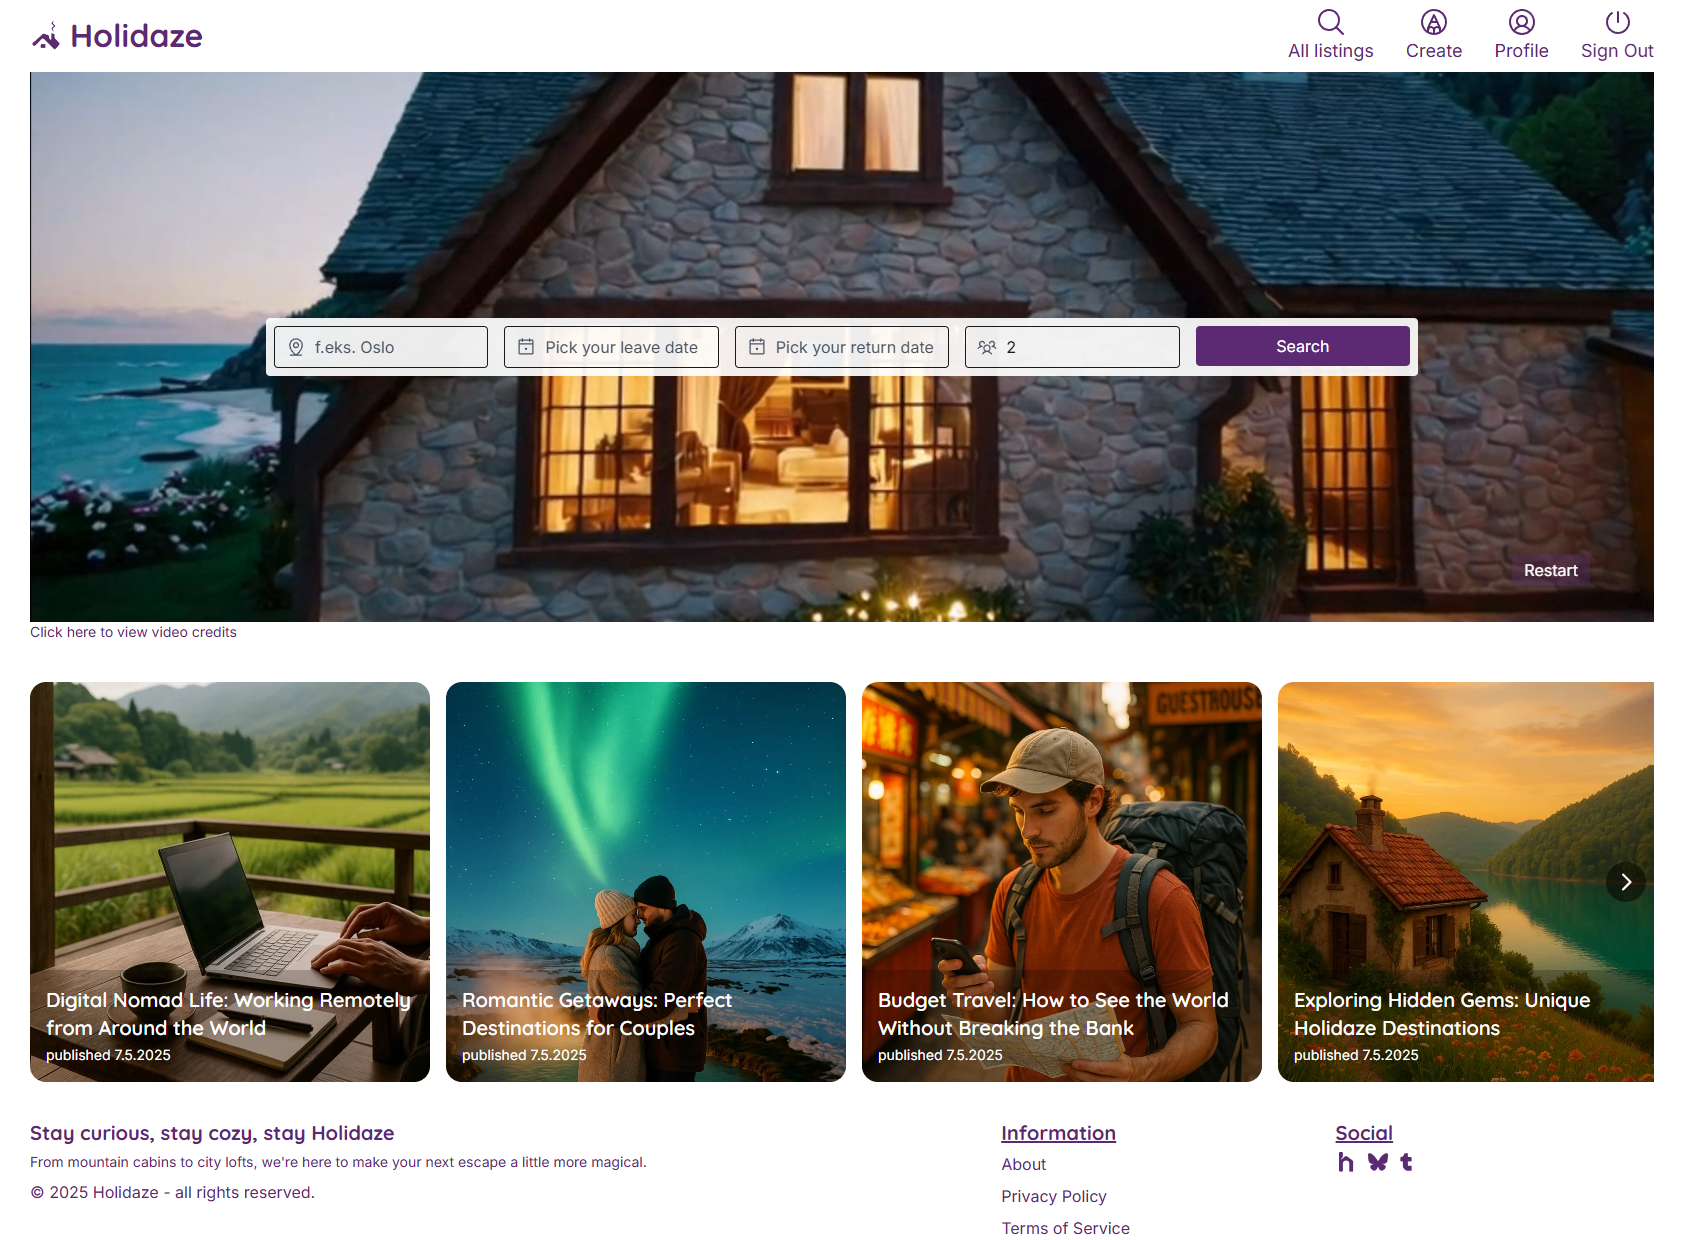 Holidaze
All listings
Create
Profile
Sign Out
f.eks. Oslo
Pick your leave date
Pick your return date
2
Search
Restart
Click here to view video credits
GUESTROUSE
Digital Nomad Life: Working Remotely
from Around the World
published 7.5.2025
Romantic Getaways: Perfect
Destinations for Couples
published 7.5.2025
Budget Travel: How to See the World
Without Breaking the Bank
published 7.5.2025
Exploring Hidden Gems: Unique
Holidaze Destinations
published 7.5.2025
Stay curious, stay cozy, stay Holidaze
From mountain cabins to city lofts, we're here to make your next escape a little more magical.
© 2025 Holidaze - all rights reserved.
Information
About
Privacy Policy
Terms of Service
Social